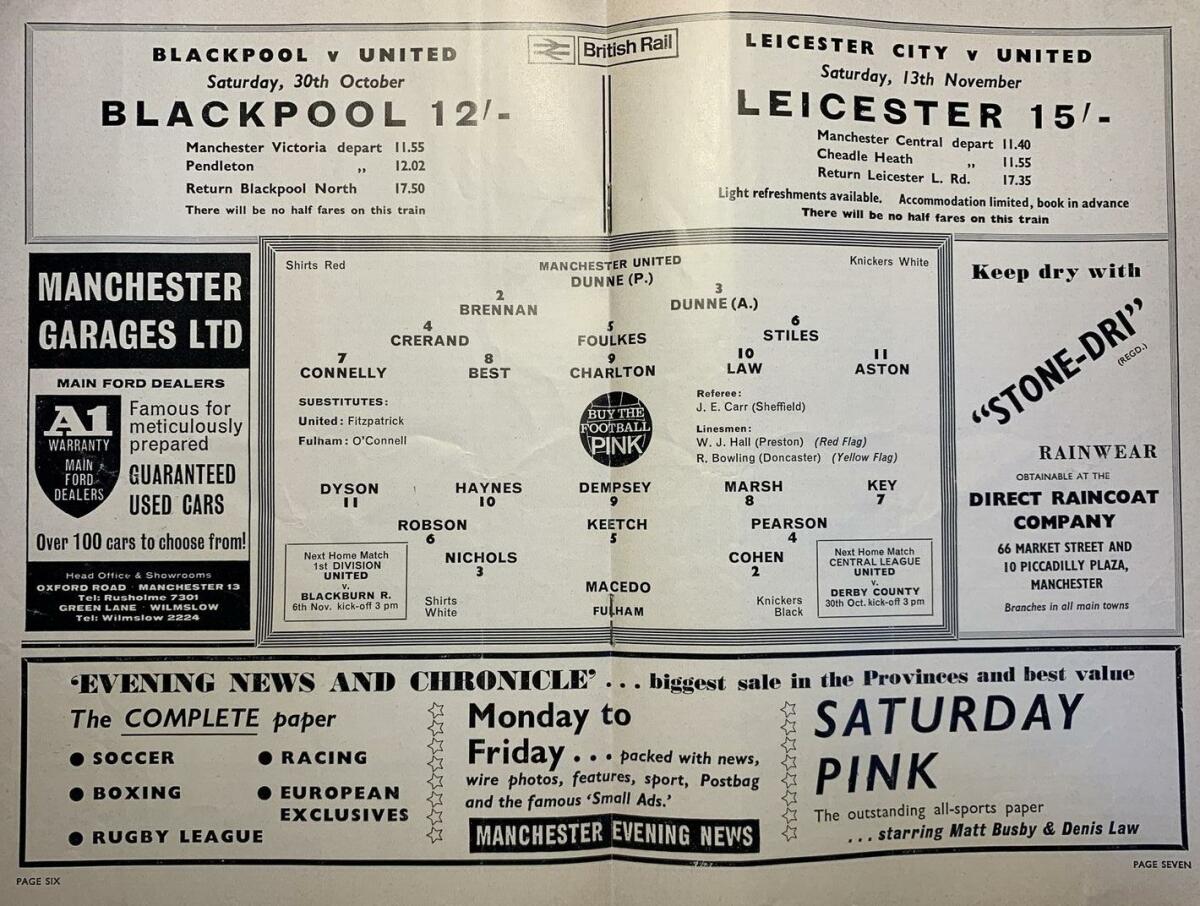 BLACKPOOL v UNITED
Saturday, 30th October
BLACKPOOL 12/-
Manchester Victoria depart 11.55
Pendleton ,, 12.02
Return Blackpool North 17.50
There will be no half fares on this train
British Rail
LEICESTER CITY v UNITED
Saturday, 13th November
LEICESTER 15/-
Manchester Central depart 11.40
Cheadle Heath ,, 11.55
Return Leicester L. Rd. 17.35
Light refreshments available. Accommodation limited, book in advance
There will be no half fares on this train
MANCHESTER
GARAGES LTD
MAIN FORD DEALERS
A1
WARRANTY
MAIN
FORD
DEALERS
Famous for
meticulously
prepared
GUARANTEED
USED CARS
Over 100 cars to choose from!
Head Office & Showrooms
OXFORD ROAD · MANCHESTER 13
Tel: Rusholme 7301
GREEN LANE · WILMSLOW
Tel: Wilmslow 2224
Shirts Red
MANCHESTER UNITED
Knickers White
DUNNE (P.)
2 3
BRENNAN DUNNE (A.)
4 5 6
CRERAND FOULKES STILES
7 8 9 10 11
CONNELLY BEST CHARLTON LAW ASTON
SUBSTITUTES:
United: Fitzpatrick
Fulham: O'Connell
BUY THE
FOOTBALL
PINK
Referee:
J. E. Carr (Sheffield)
Linesmen:
W. J. Hall (Preston) (Red Flag)
R. Bowling (Doncaster) (Yellow Flag)
DYSON HAYNES DEMPSEY MARSH KEY
11 10 9 8 7
ROBSON KEETCH PEARSON
6 5 4
NICHOLS COHEN
3 2
MACEDO
Shirts
White
FULHAM
Knickers
Black
Next Home Match
1st DIVISION
UNITED
v.
BLACKBURN R.
6th Nov. kick-off 3 pm
Next Home Match
CENTRAL LEAGUE
UNITED
v.
DERBY COUNTY
30th Oct. kick-off 3 pm
Keep dry with
"STONE-DRI"
(REGD.)
RAINWEAR
OBTAINABLE AT THE
DIRECT RAINCOAT
COMPANY
66 MARKET STREET AND
10 PICCADILLY PLAZA,
MANCHESTER
Branches in all main towns
'EVENING NEWS AND CHRONICLE' . . . biggest sale in the Provinces and best value
The COMPLETE paper
● SOCCER
● BOXING
● RUGBY LEAGUE
● RACING
● EUROPEAN
EXCLUSIVES
Monday to
Friday . . . packed with news,
wire photos, features, sport, Postbag
and the famous 'Small Ads.'
MANCHESTER EVENING NEWS
SATURDAY
PINK
The outstanding all-sports paper
. . . starring Matt Busby & Denis Law
PAGE SIX
PAGE SEVEN